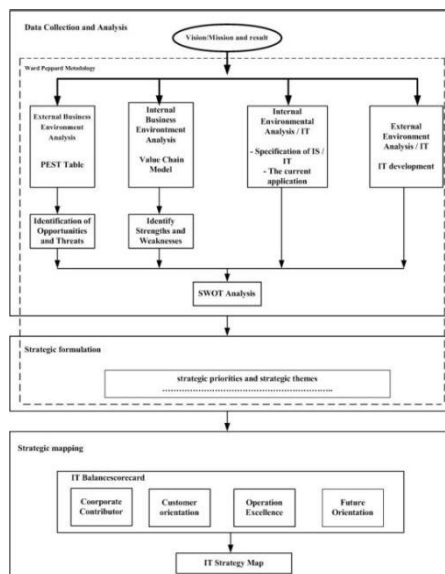 Data Collection and Analysis
Vision/Mission and result
Ward Peppard Metodology
External Business
Environment
Analysis
PEST Table
Internal
Business
Environtment
Analysis
Value Chain
Model
Internal
Environmental
Analysis / IT
- Specification of IS /
IT
- The current
application
External
Environment
Analysis / IT
IT development
Identification of
Opportunities
and Threats
Identify
Strengths and
Weaknesses
SWOT Analysis
Strategic formulation
strategic priorities and strategic themes
................................................................
Strategic mapping
IT Balancescorecard
Coorporate
Contributor
Customer
orientation
Operation
Excellence
Future
Orientation
IT Strategy Map